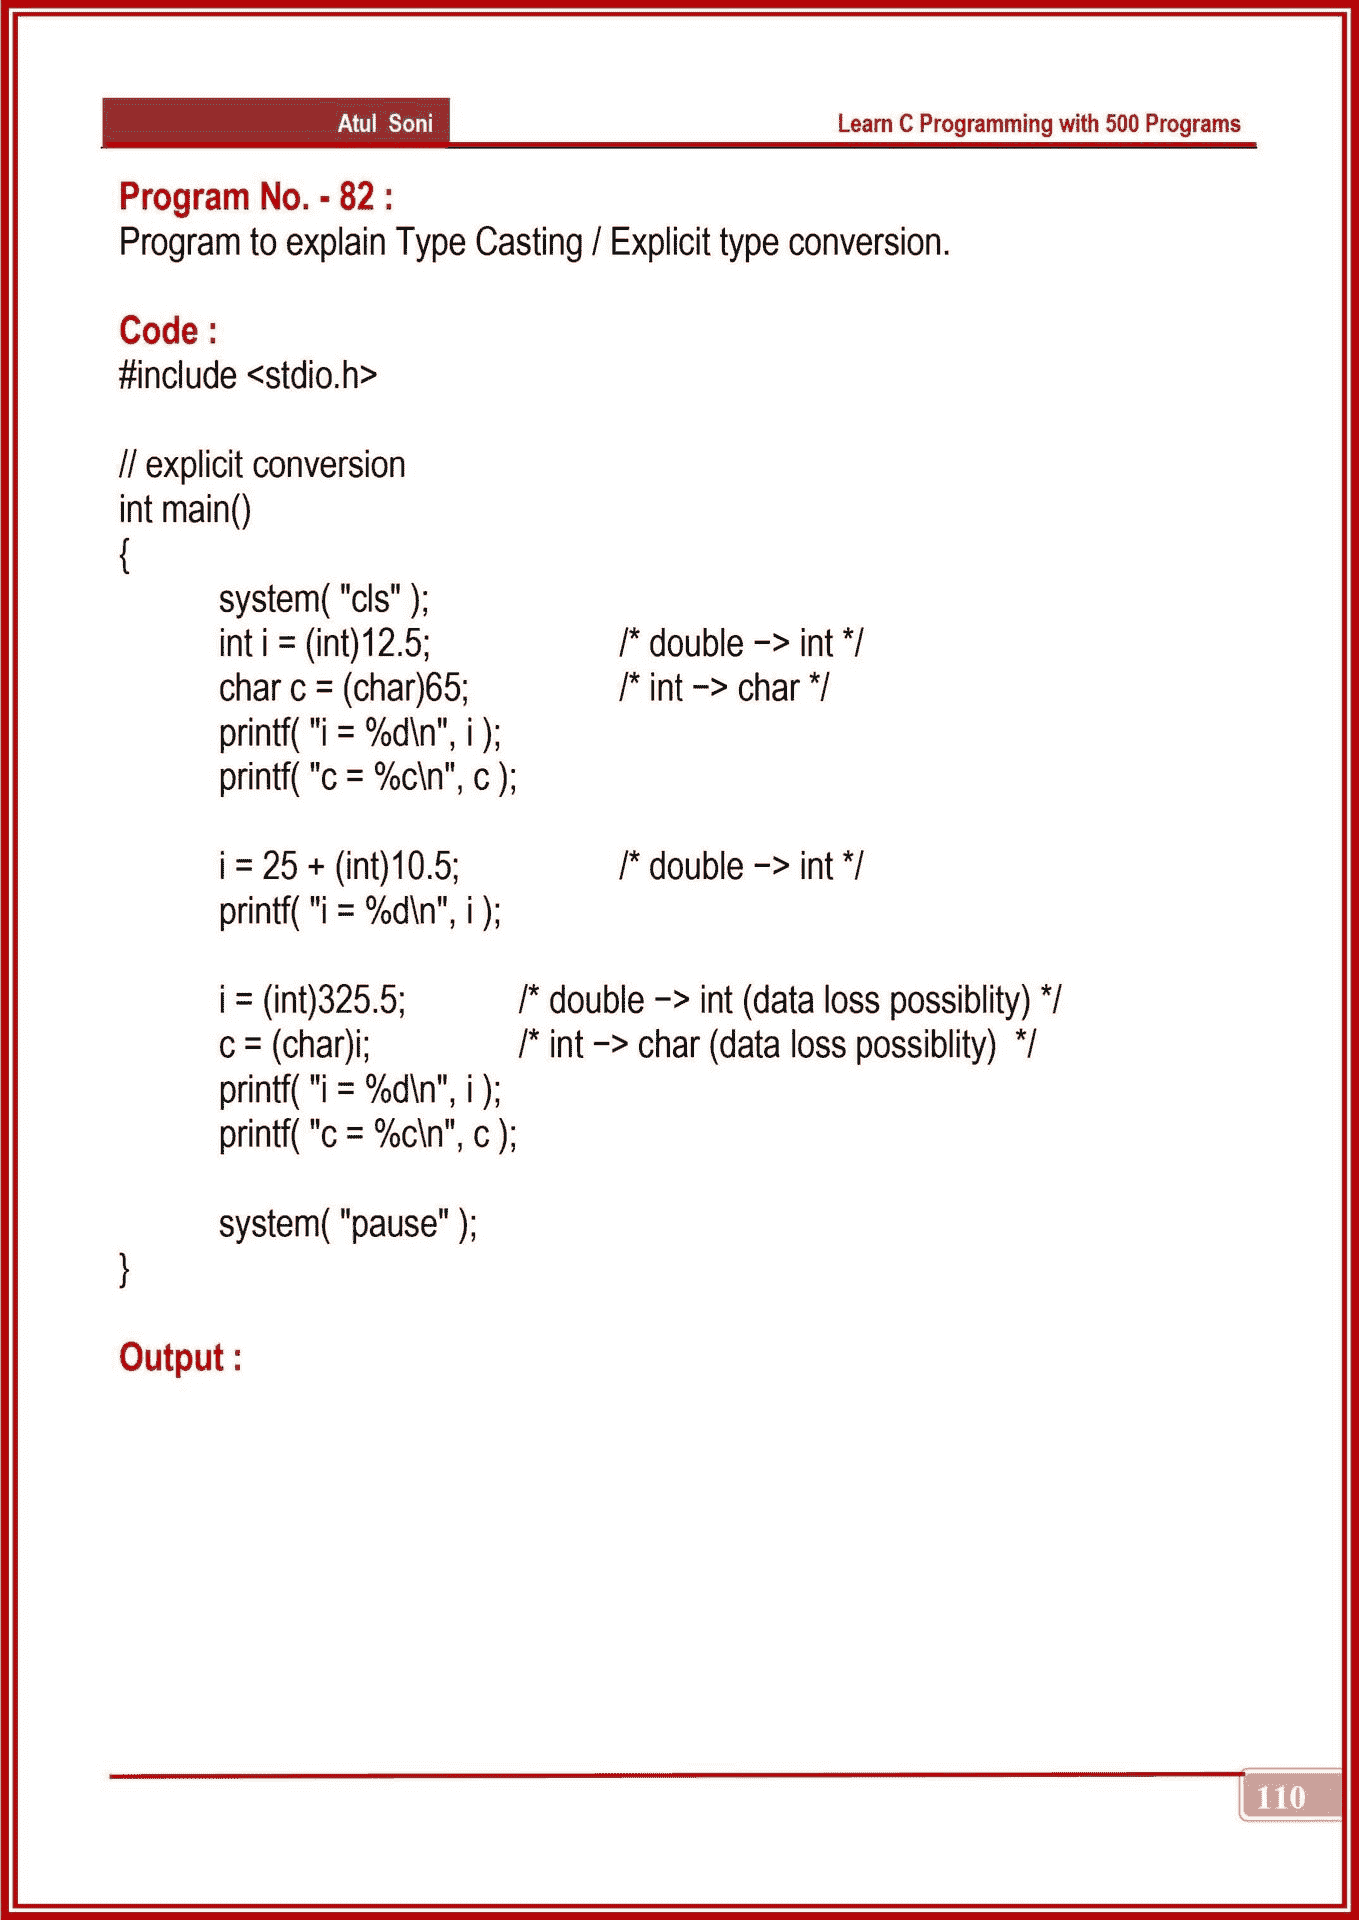 Atul Soni
Learn C Programming with 500 Programs
Program No. - 82 :
Program to explain Type Casting / Explicit type conversion.
Code :
#include <stdio.h>
// explicit conversion
int main()
{
system( "cls" );
int i = (int)12.5; /* double −> int */
char c = (char)65; /* int −> char */
printf( "i = %d\n", i );
printf( "c = %c\n", c );
i = 25 + (int)10.5; /* double −> int */
printf( "i = %d\n", i );
i = (int)325.5; /* double −> int (data loss possiblity) */
c = (char)i; /* int −> char (data loss possiblity) */
printf( "i = %d\n", i );
printf( "c = %c\n", c );
system( "pause" );
}
Output :
110